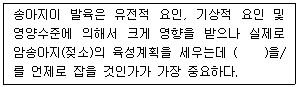 송아지이 발육은 유전적 요인, 기상적 요인 및
영양수준에 의해서 크게 영향을 받으나 실제로
암송아지(젖소)의 육성계획을 세우는데 (    )을/
를 언제로 잡을 것인가가 가장 중요하다.